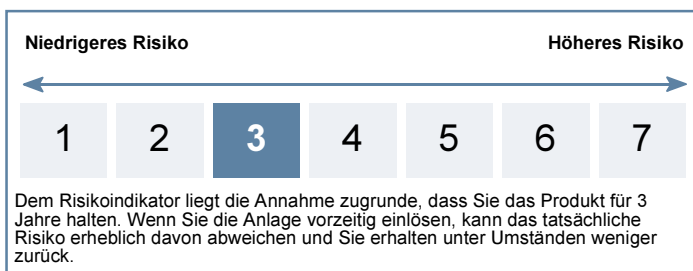 Niedrigeres Risiko Höheres Risiko
1 2 3 4 5 6 7
Dem Risikoindikator liegt die Annahme zugrunde, dass Sie das Produkt für 3
Jahre halten. Wenn Sie die Anlage vorzeitig einlösen, kann das tatsächliche
Risiko erheblich davon abweichen und Sie erhalten unter Umständen weniger
zurück.